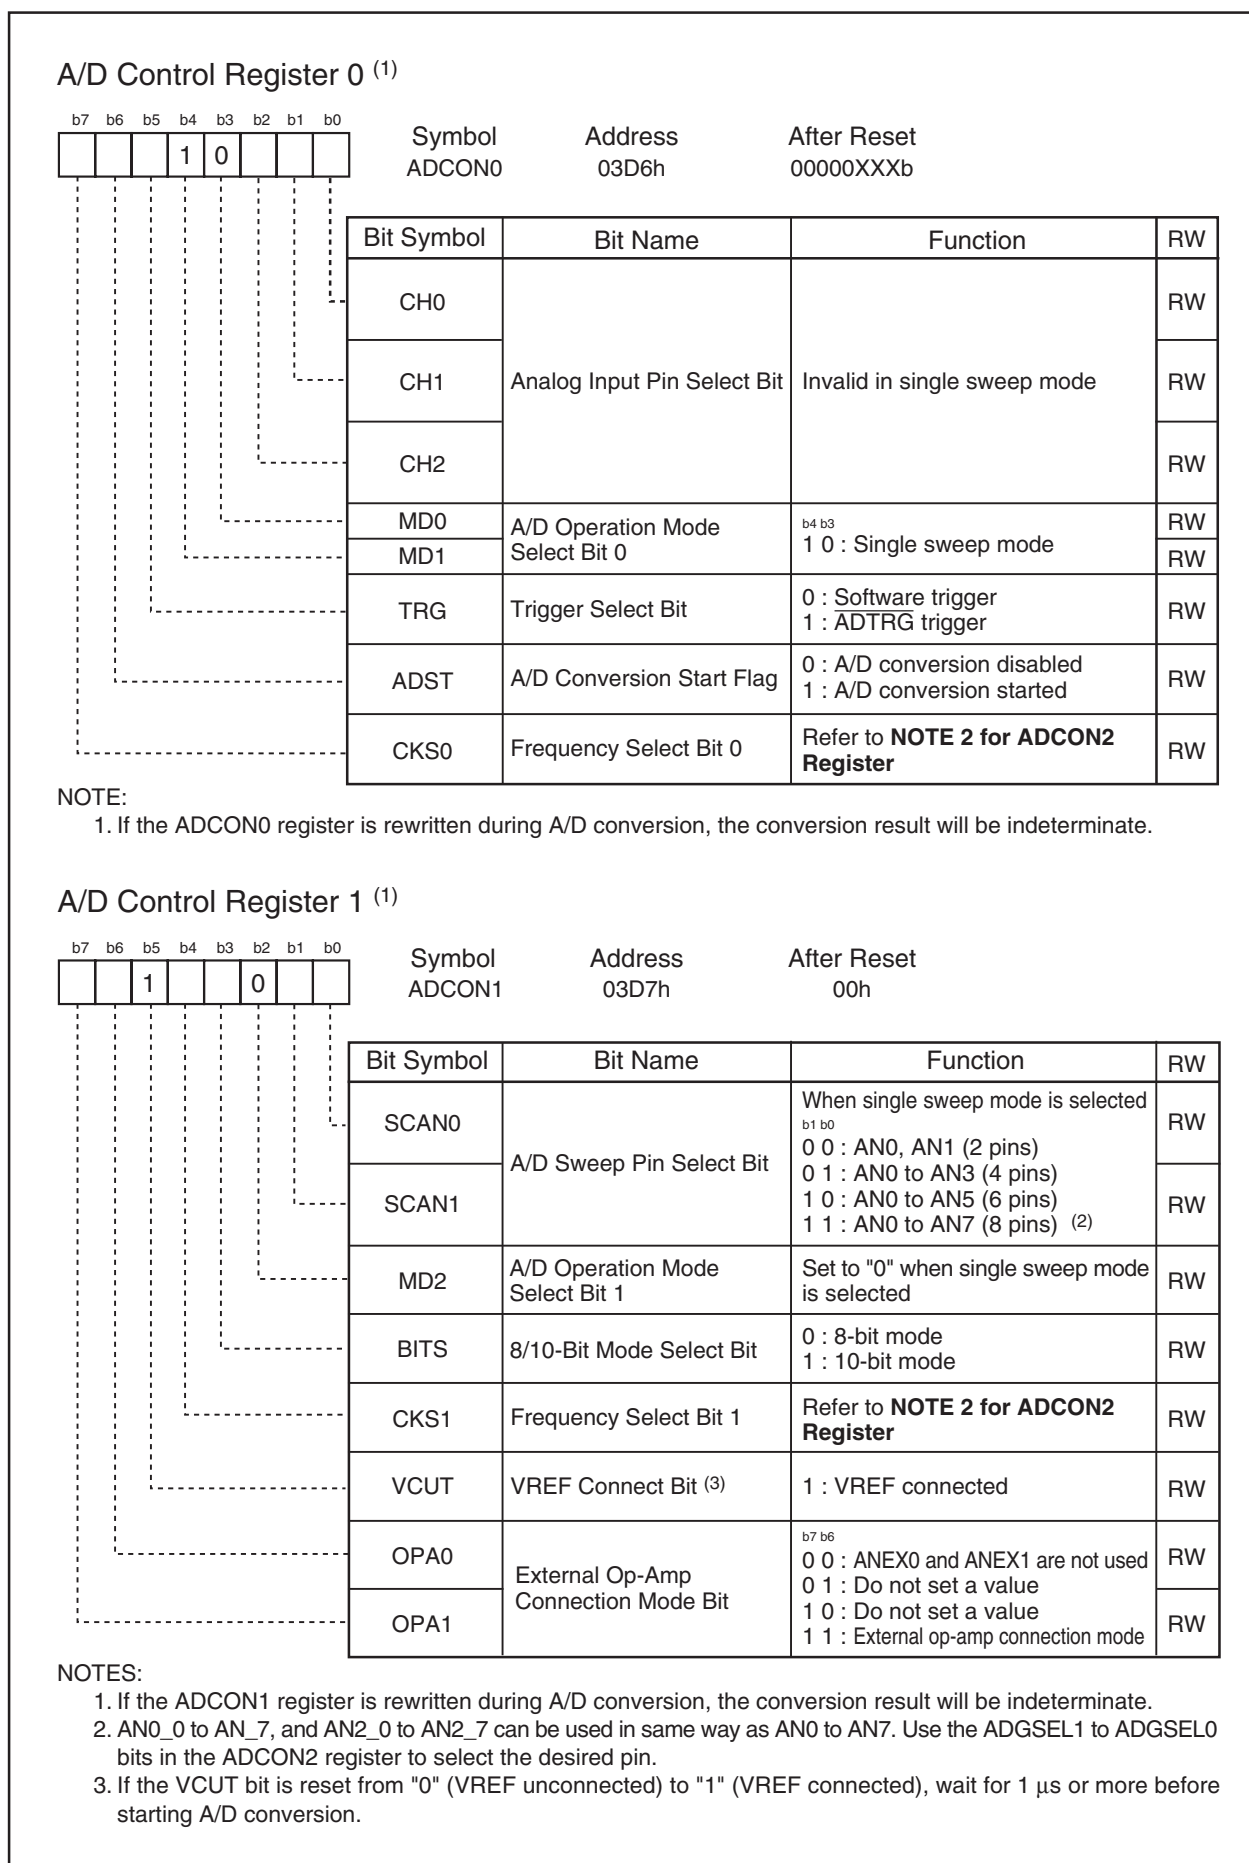 A/D Control Register 0 (1)
b7 b6 b5 b4 b3 b2 b1 b0
1 0
Symbol Address After Reset
ADCON0 03D6h 00000XXXb
Bit Symbol Bit Name Function RW
CH0 RW
CH1 Analog Input Pin Select Bit Invalid in single sweep mode RW
CH2 RW
MD0 A/D Operation Mode b4 b3 RW
MD1 Select Bit 0 1 0 : Single sweep mode RW
TRG Trigger Select Bit 0 : Software trigger RW
1 : ADTRG trigger
ADST A/D Conversion Start Flag 0 : A/D conversion disabled RW
1 : A/D conversion started
CKS0 Frequency Select Bit 0 Refer to NOTE 2 for ADCON2 RW
Register
NOTE:
1. If the ADCON0 register is rewritten during A/D conversion, the conversion result will be indeterminate.
A/D Control Register 1 (1)
b7 b6 b5 b4 b3 b2 b1 b0
1 0
Symbol Address After Reset
ADCON1 03D7h 00h
Bit Symbol Bit Name Function RW
When single sweep mode is selected
SCAN0 b1 b0 RW
0 0 : AN0, AN1 (2 pins)
A/D Sweep Pin Select Bit 0 1 : AN0 to AN3 (4 pins)
SCAN1 1 0 : AN0 to AN5 (6 pins) RW
1 1 : AN0 to AN7 (8 pins) (2)
MD2 A/D Operation Mode Set to "0" when single sweep mode RW
Select Bit 1 is selected
BITS 8/10-Bit Mode Select Bit 0 : 8-bit mode RW
1 : 10-bit mode
CKS1 Frequency Select Bit 1 Refer to NOTE 2 for ADCON2 RW
Register
VCUT VREF Connect Bit (3) 1 : VREF connected RW
b7 b6
OPA0 0 0 : ANEX0 and ANEX1 are not used RW
External Op-Amp 0 1 : Do not set a value
Connection Mode Bit 1 0 : Do not set a value
OPA1 1 1 : External op-amp connection mode RW
NOTES:
1. If the ADCON1 register is rewritten during A/D conversion, the conversion result will be indeterminate.
2. AN0_0 to AN_7, and AN2_0 to AN2_7 can be used in same way as AN0 to AN7. Use the ADGSEL1 to ADGSEL0
bits in the ADCON2 register to select the desired pin.
3. If the VCUT bit is reset from "0" (VREF unconnected) to "1" (VREF connected), wait for 1 µs or more before
starting A/D conversion.